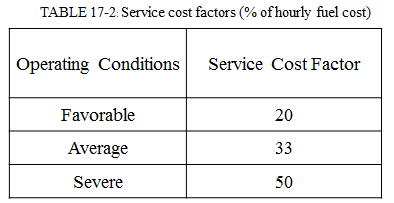 TABLE 17-2: Service cost factors (% of hourly fuel cost)
Operating Conditions Service Cost Factor
Favorable 20
Average 33
Severe 50